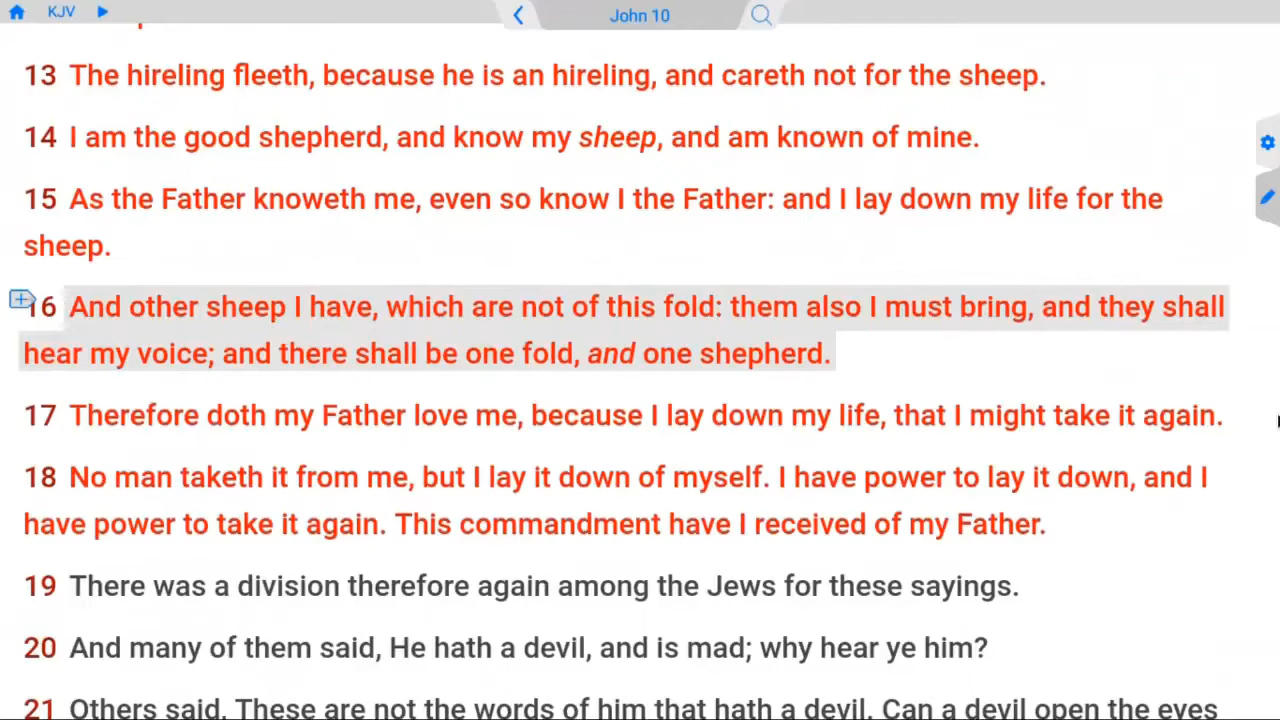 KJV
John 10
13 The hireling fleeth, because he is an hireling, and careth not for the sheep.
14 I am the good shepherd, and know my sheep, and am known of mine.
15 As the Father knoweth me, even so know I the Father: and I lay down my life for the
sheep.
16 And other sheep I have, which are not of this fold: them also I must bring, and they shall
hear my voice; and there shall be one fold, and one shepherd.
17 Therefore doth my Father love me, because I lay down my life, that I might take it again.
18 No man taketh it from me, but I lay it down of myself. I have power to lay it down, and I
have power to take it again. This commandment have I received of my Father.
19 There was a division therefore again among the Jews for these sayings.
20 And many of them said, He hath a devil, and is mad; why hear ye him?
21 Others said, These are not the words of him that hath a devil. Can a devil open the eyes